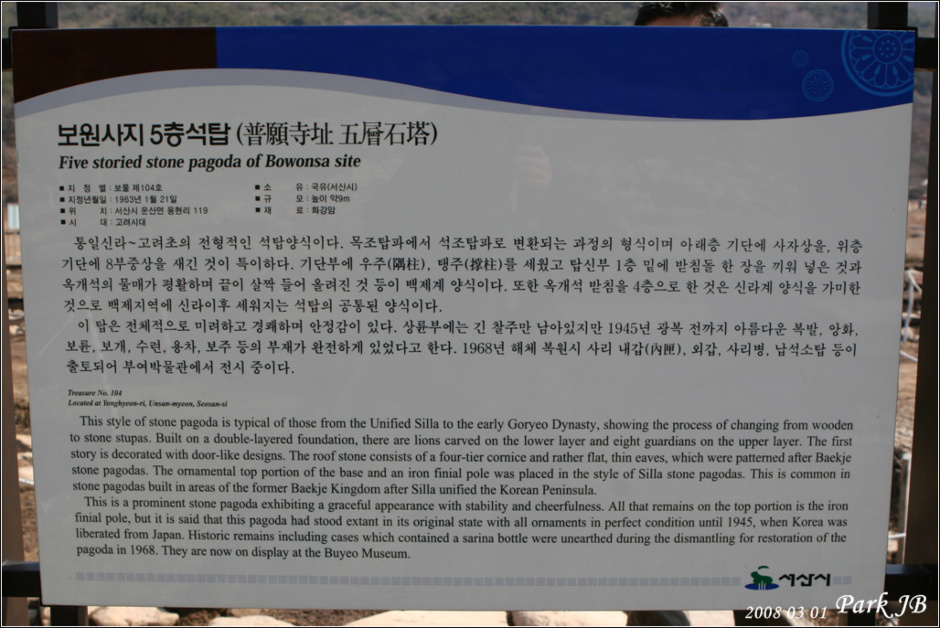 보원사지 5층석탑 (普願寺址 五層石塔)
Five storied stone pagoda of Bowonsa site
■ 지 정 별 : 보물 제104호
■ 지정년월일 : 1963년 1월 21일
■ 위 치 : 서산시 운산면 용현리 119
■ 시 대 : 고려시대
■ 소 유 : 국유(서산시)
■ 규 모 : 높이 약9m
■ 재 료 : 화강암
통일신라~고려초의 전형적인 석탑양식이다. 목조탑파에서 석조탑파로 변환되는 과정의 형식이며 아래층 기단에 사자상을, 위층
기단에 8부중상을 새긴 것이 특이하다. 기단부에 우주(隅柱), 탱주(撑柱)를 세웠고 탑신부 1층 밑에 받침돌 한 장을 끼워 넣은 것과
옥개석의 물매가 평활하며 끝이 살짝 들어 올려진 것 등이 백제계 양식이다. 또한 옥개석 받침을 4층으로 한 것은 신라계 양식을 가미한
것으로 백제지역에 신라이후 세워지는 석탑의 공통된 양식이다.
이 탑은 전체적으로 미려하고 경쾌하며 안정감이 있다. 상륜부에는 긴 찰주만 남아있지만 1945년 광복 전까지 아름다운 복발, 앙화,
보륜, 보개, 수련, 용차, 보주 등의 부재가 완전하게 있었다고 한다. 1968년 해체 복원시 사리 내갑(內匣), 외갑, 사리병, 납석소탑 등이
출토되어 부여박물관에서 전시 중이다.
Treasure No. 104
Located at Yonghyeon-ri, Unsan-myeon, Seosan-si
This style of stone pagoda is typical of those from the Unified Silla to the early Goryeo Dynasty, showing the process of changing from wooden
to stone stupas. Built on a double-layered foundation, there are lions carved on the lower layer and eight guardians on the upper layer. The first
story is decorated with door-like designs. The roof stone consists of a four-tier cornice and rather flat, thin eaves, which were patterned after Baekje
stone pagodas. The ornamental top portion of the base and an iron finial pole was placed in the style of Silla stone pagodas. This is common in
stone pagodas built in areas of the former Baekje Kingdom after Silla unified the Korean Peninsula.
This is a prominent stone pagoda exhibiting a graceful appearance with stability and cheerfulness. All that remains on the top portion is the iron
finial pole, but it is said that this pagoda had stood extant in its original state with all ornaments in perfect condition until 1945, when Korea was
liberated from Japan. Historic remains including cases which contained a sarina bottle were unearthed during the dismantling for restoration of the
pagoda in 1968. They are now on display at the Buyeo Museum.
서산시
2008 03 01 Park JB